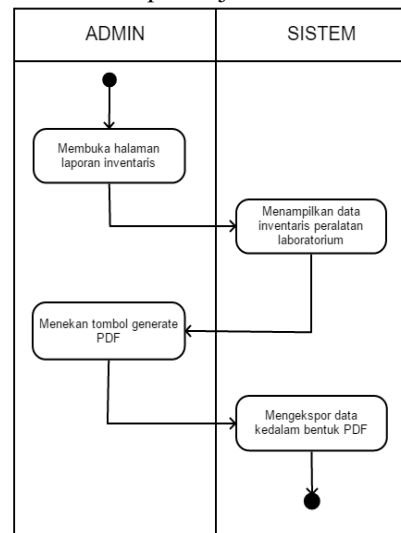 ADMIN
SISTEM
Membuka halaman
laporan inventaris
Menampilkan data
inventaris peralatan
laboratorium
Menekan tombol generate
PDF
Mengekspor data
kedalam bentuk PDF